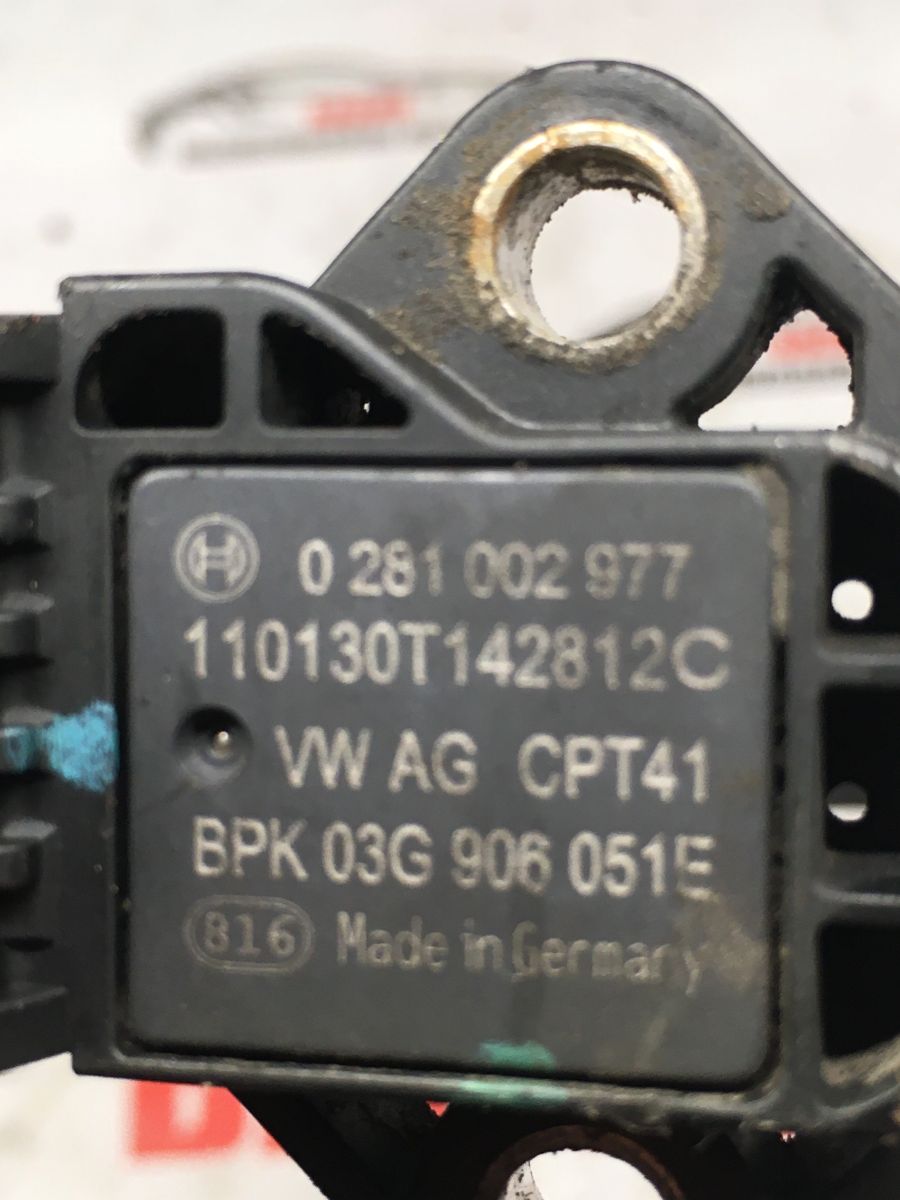 0 281 002 977
110130T142812C
VW AG CPT41
BPK 03G 906 051E
816 Made in Germany